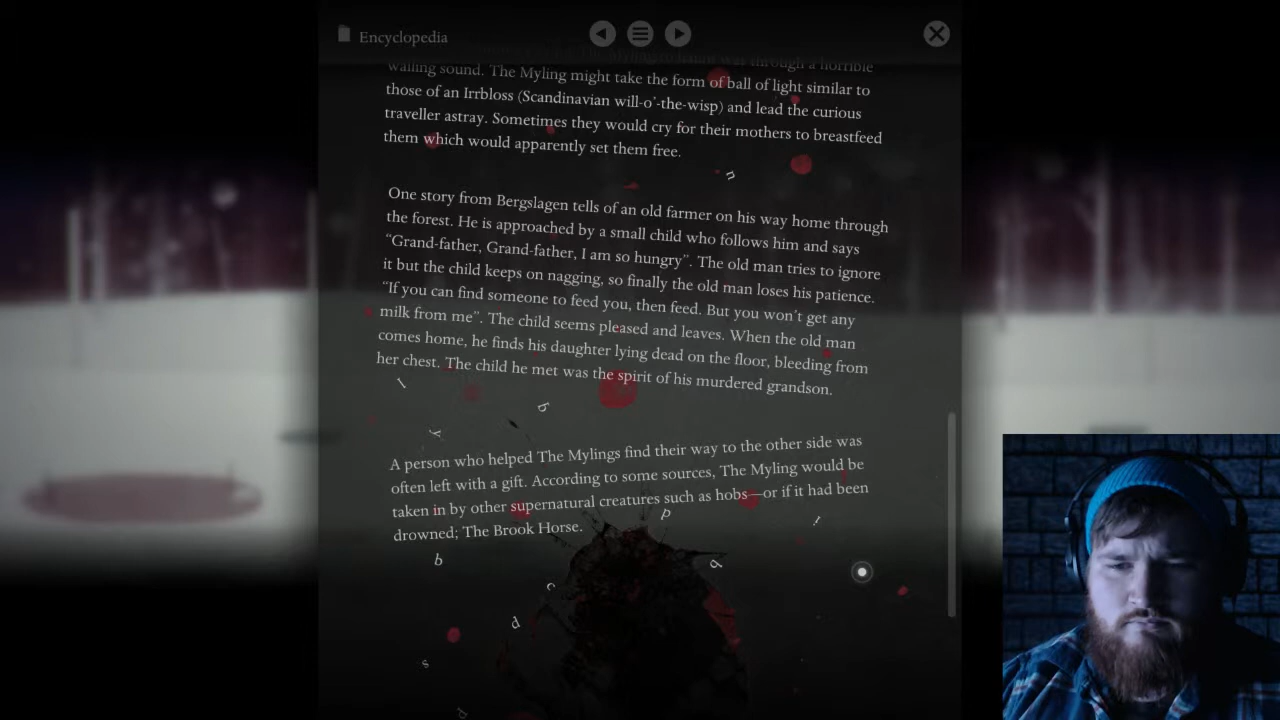 Encyclopedia
was through a horrible
wailing sound. The Myling might take the form of ball of light similar to
those of an Irrbloss (Scandinavian will-o'-the-wisp) and lead the curious
traveller astray. Sometimes they would cry for their mothers to breastfeed
them which would apparently set them free.
n
One story from Bergslagen tells of an old farmer on his way home through
the forest. He is approached by a small child who follows him and says
“Grand-father, Grand-father, I am so hungry”. The old man tries to ignore
it but the child keeps on nagging, so finally the old man loses his patience.
“If you can find someone to feed you, then feed. But you won't get any
milk from me”. The child seems pleased and leaves. When the old man
comes home, he finds his daughter lying dead on the floor, bleeding from
her chest. The child he met was the spirit of his murdered grandson.
l
b
y
A person who helped The Mylings find their way to the other side was
often left with a gift. According to some sources, The Myling would be
taken in by other supernatural creatures such as hobs—or if it had been
drowned; The Brook Horse.
p
b
c
d
s